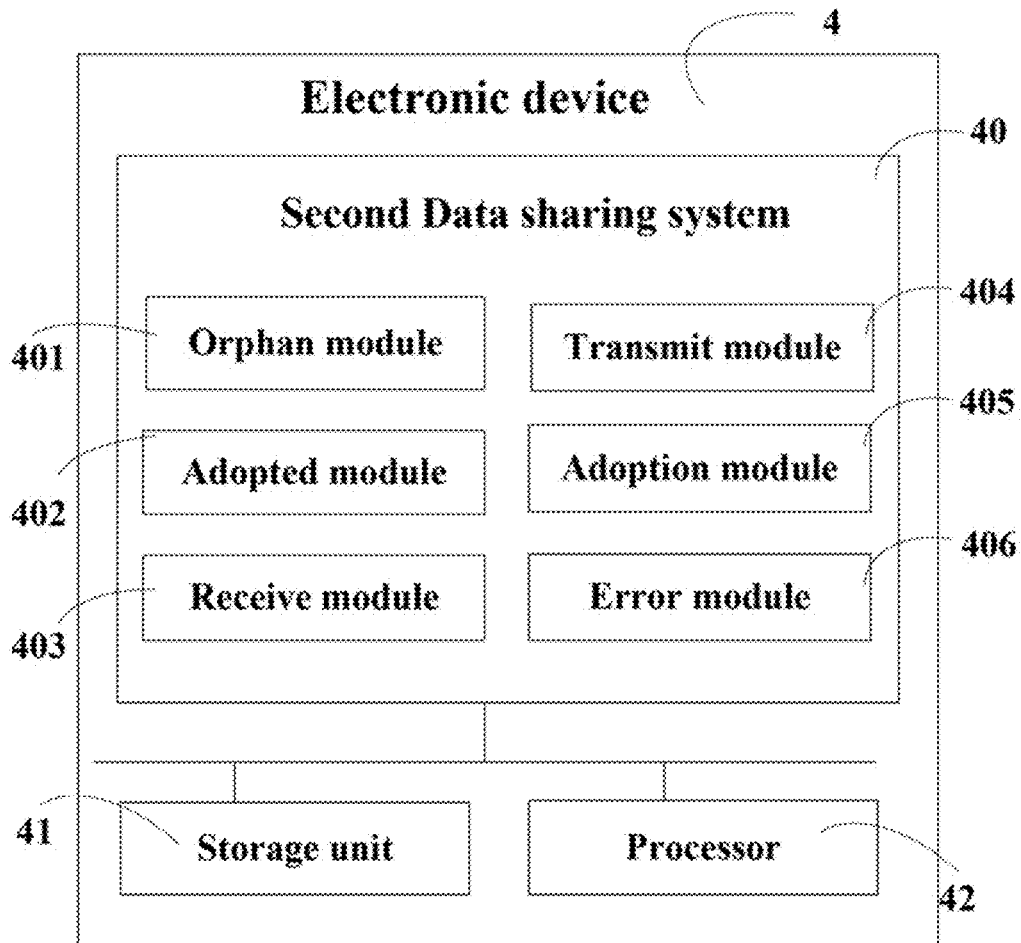 4
Electronic device
40
Second Data sharing system
404
Orphan module
Transmit module
401
405
Adopted module
Adoption module
402
406
Receive module
Error module
403
41
Storage unit
Processor
42